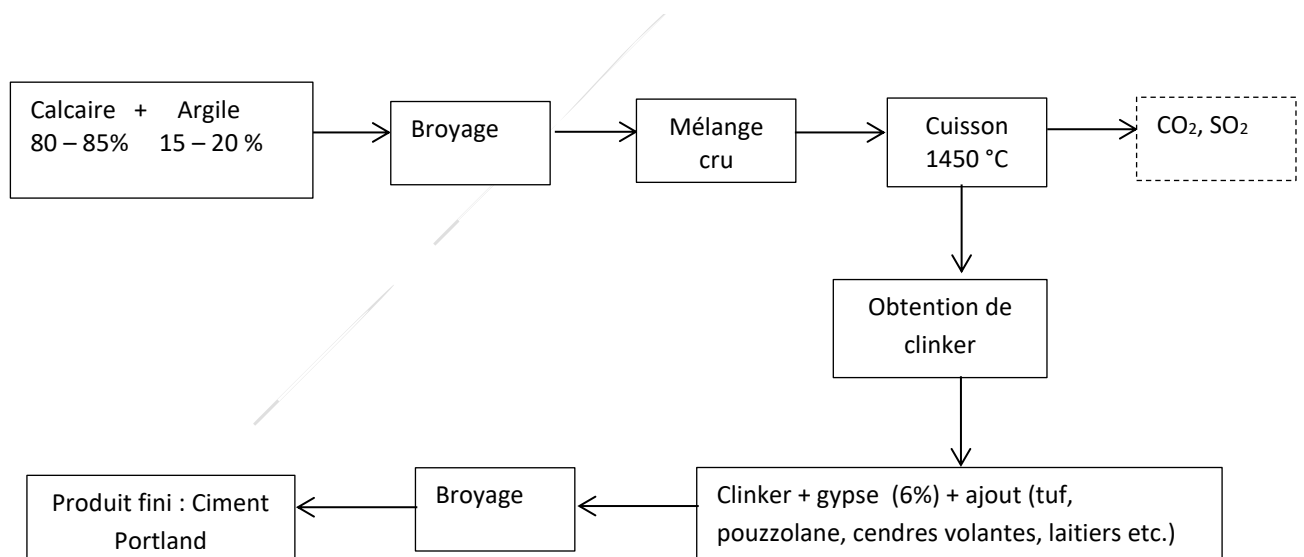 Calcaire + Argile
80 – 85% 15 – 20 %
Broyage
Mélange
cru
Cuisson
1450 °C
CO₂, SO₂
Obtention de
clinker
Clinker + gypse (6%) + ajout (tuf,
pouzzolane, cendres volantes, laitiers etc.)
Broyage
Produit fini : Ciment
Portland